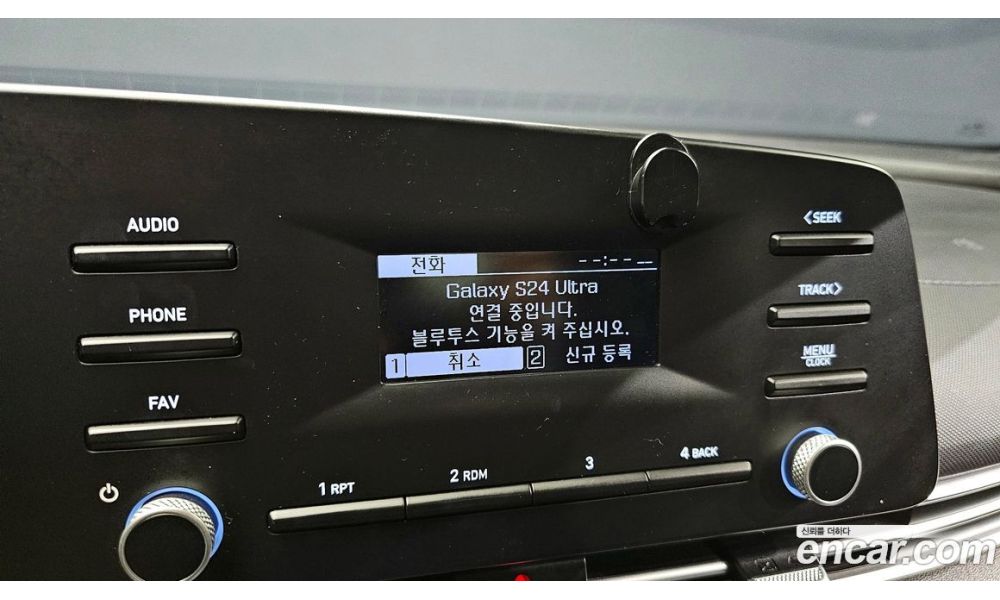 AUDIO
PHONE
FAV
전화 --:-- __
Galaxy S24 Ultra
연결 중입니다.
블루투스 기능을 켜 주십시오.
1 취소 2 신규 등록
<SEEK
TRACK>
MENU
CLOCK
1 RPT
2 RDM
3
4 BACK
신뢰를 더하다
encar.com